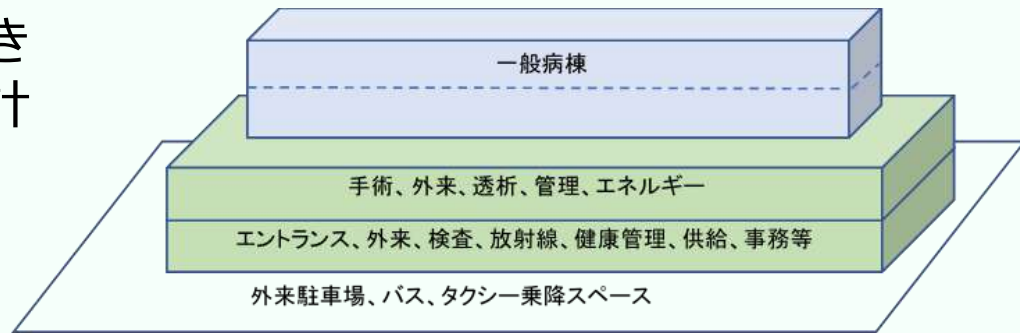 き
計
一般病棟
手術、外来、透析、管理、エネルギー
エントランス、外来、検査、放射線、健康管理、供給、事務等
外来駐車場、バス、タクシー乗降スペース